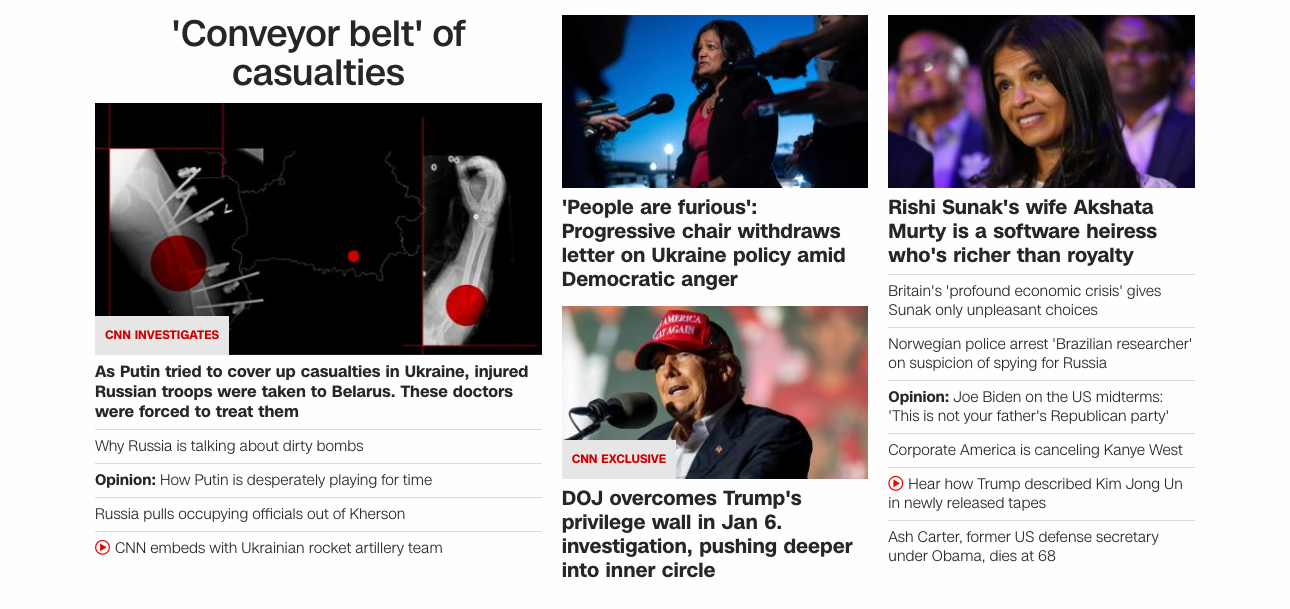 'Conveyor belt' of
casualties
CNN INVESTIGATES
As Putin tried to cover up casualties in Ukraine, injured
Russian troops were taken to Belarus. These doctors
were forced to treat them
Why Russia is talking about dirty bombs
Opinion: How Putin is desperately playing for time
Russia pulls occupying officials out of Kherson
CNN embeds with Ukrainian rocket artillery team
'People are furious':
Progressive chair withdraws
letter on Ukraine policy amid
Democratic anger
AMERICA
AGAIN
CNN EXCLUSIVE
DOJ overcomes Trump's
privilege wall in Jan 6.
investigation, pushing deeper
into inner circle
Rishi Sunak's wife Akshata
Murty is a software heiress
who's richer than royalty
Britain's 'profound economic crisis' gives
Sunak only unpleasant choices
Norwegian police arrest 'Brazilian researcher'
on suspicion of spying for Russia
Opinion: Joe Biden on the US midterms:
'This is not your father's Republican party'
Corporate America is canceling Kanye West
Hear how Trump described Kim Jong Un
in newly released tapes
Ash Carter, former US defense secretary
under Obama, dies at 68